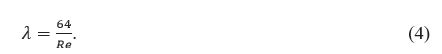 λ = 64/Re. (4)